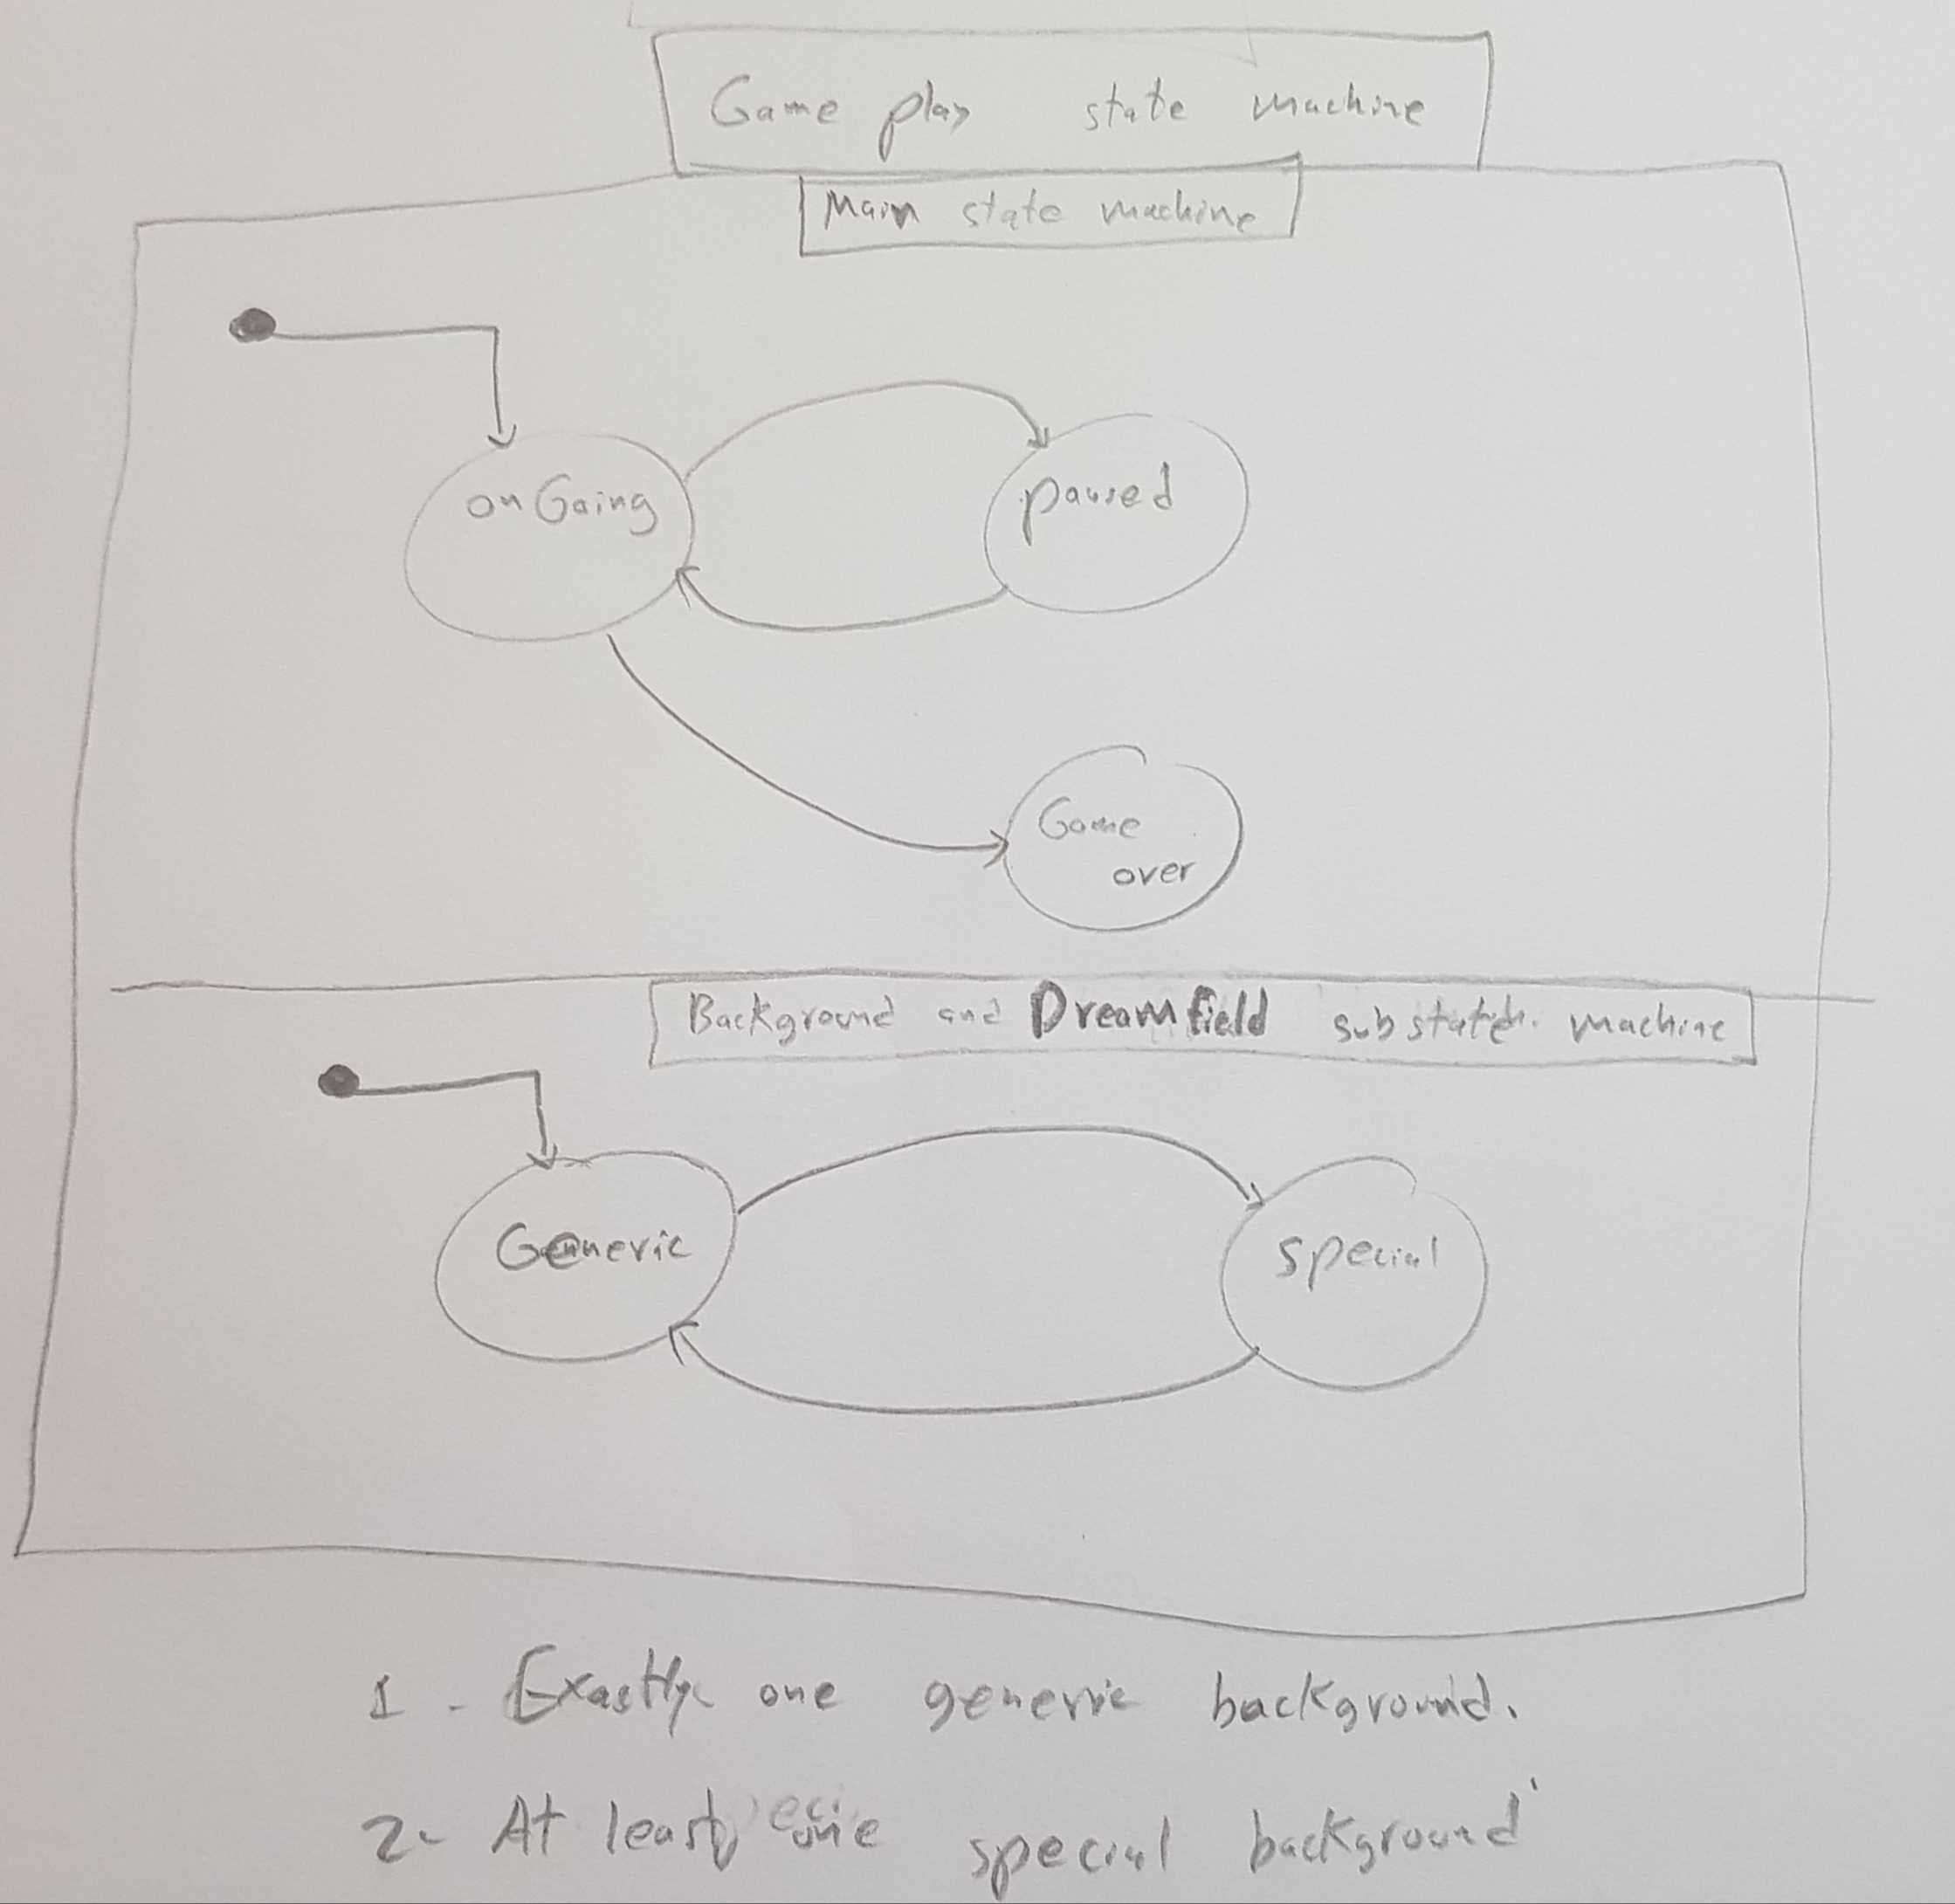 Game play state machine
Main state machine
onGoing
paused
Game
over
Background and Dreamfield substate machine
Generic
special
1 - Exactly one generic background.
2- At least one special background